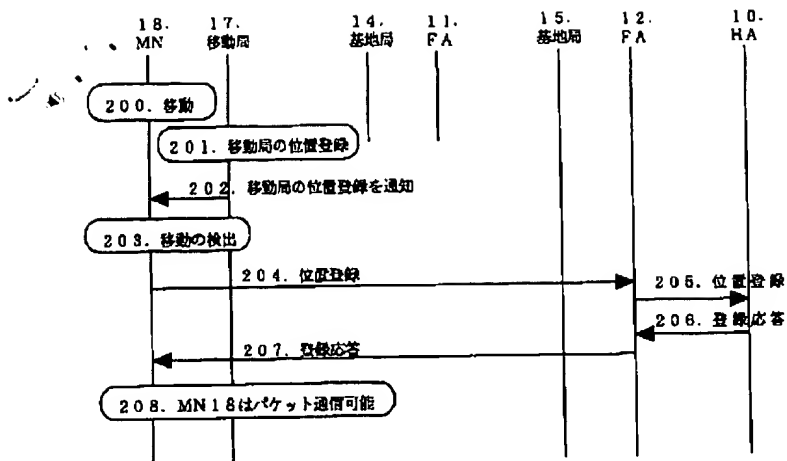 18.
MN
17.
移動局
14.
基地局
11.
FA
15.
基地局
12.
FA
10.
HA
200. 移動
201. 移動局の位置登録
202. 移動局の位置登録を通知
203. 移動の検出
204. 位置登録
205. 位置登録
206. 登録応答
207. 登録応答
208. MN18はパケット通信可能